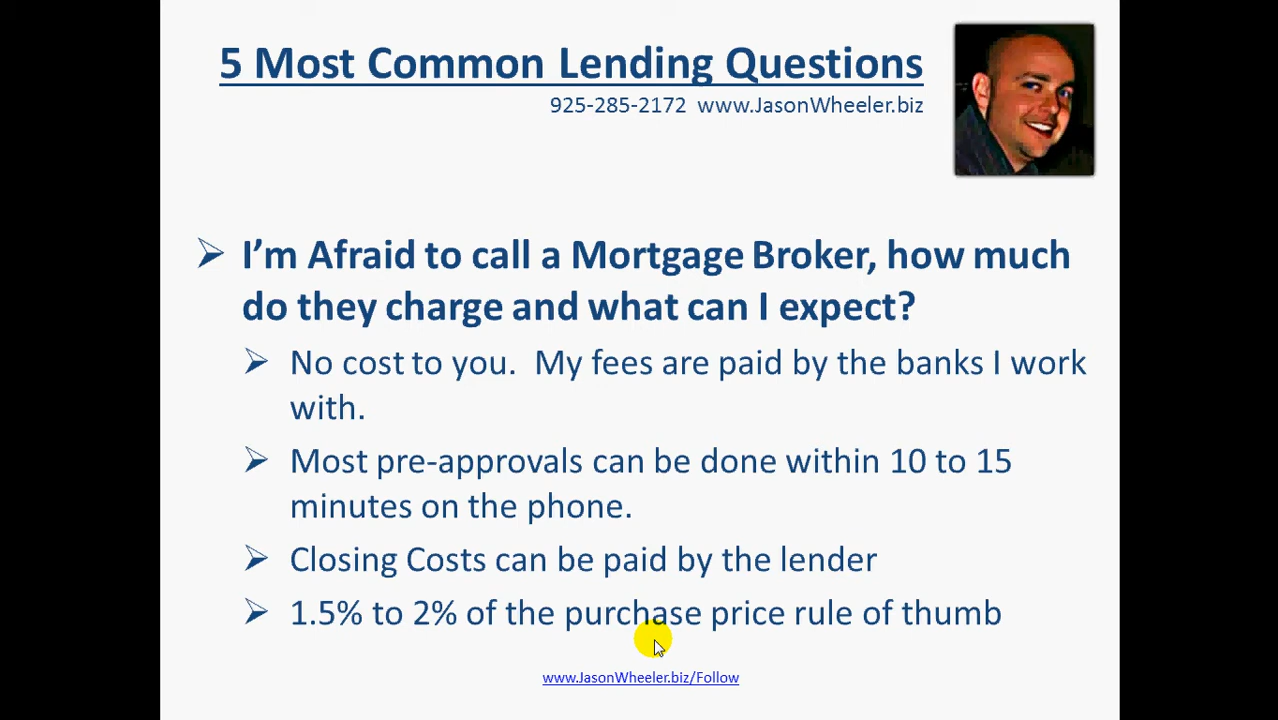 5 Most Common Lending Questions
925-285-2172 www.JasonWheeler.biz
I’m Afraid to call a Mortgage Broker, how much
do they charge and what can I expect?
No cost to you.  My fees are paid by the banks I work
with.
Most pre-approvals can be done within 10 to 15
minutes on the phone.
Closing Costs can be paid by the lender
1.5% to 2% of the purchase price rule of thumb
www.JasonWheeler.biz/Follow